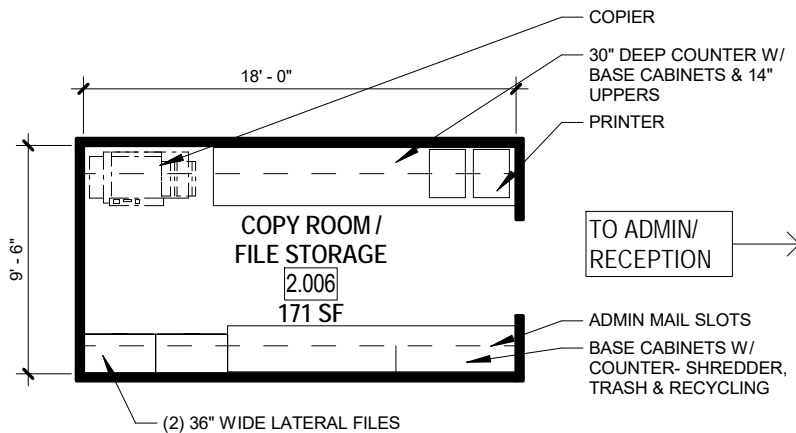 COPIER
30" DEEP COUNTER W/
BASE CABINETS & 14"
UPPERS
PRINTER
18' - 0"
9' - 6"
COPY ROOM /
FILE STORAGE
2.006
171 SF
TO ADMIN/
RECEPTION
ADMIN MAIL SLOTS
BASE CABINETS W/
COUNTER- SHREDDER,
TRASH & RECYCLING
(2) 36" WIDE LATERAL FILES